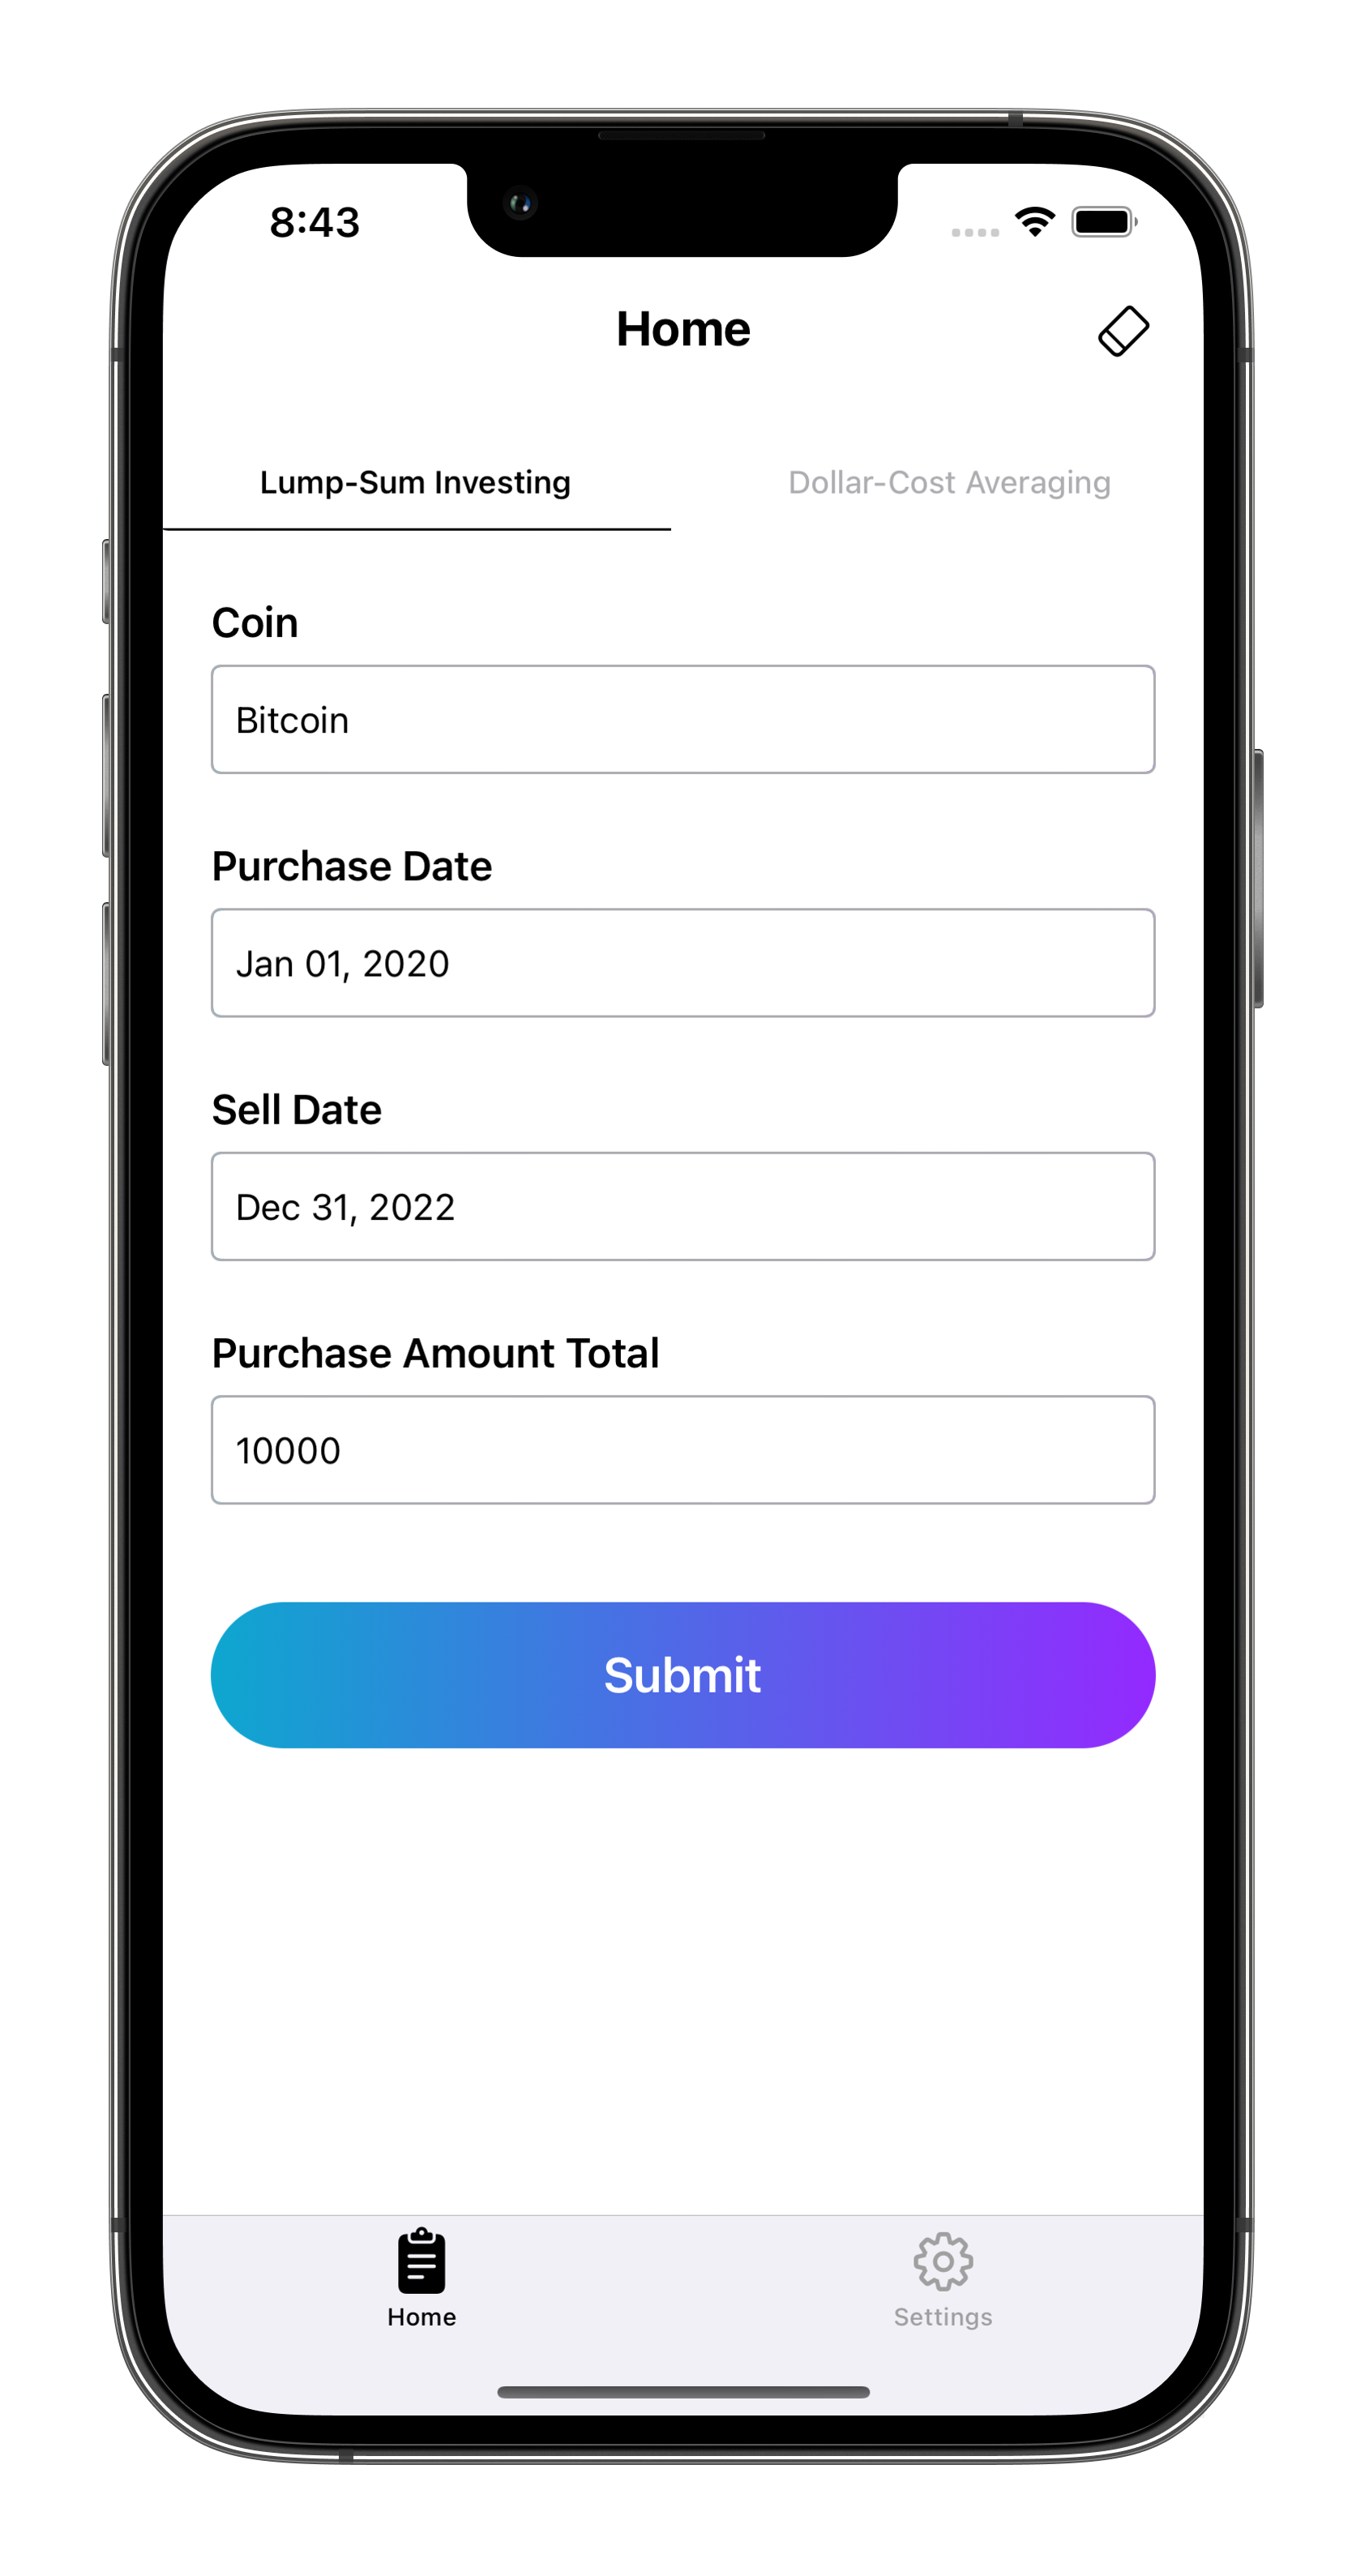 8:43
Home
Lump-Sum Investing
Dollar-Cost Averaging
Coin
Bitcoin
Purchase Date
Jan 01, 2020
Sell Date
Dec 31, 2022
Purchase Amount Total
10000
Submit
Home
Settings